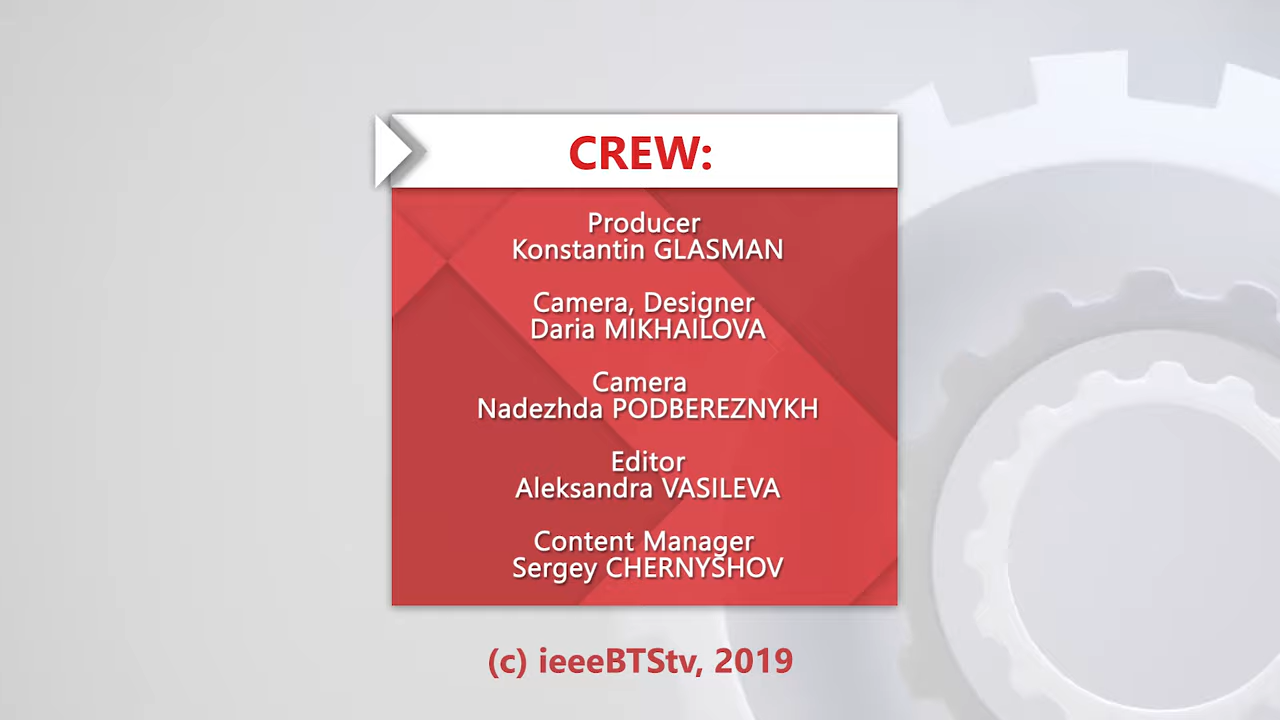 CREW:
Producer
Konstantin GLASMAN
Camera, Designer
Daria MIKHAILOVA
Camera
Nadezhda PODBEREZNYKH
Editor
Aleksandra VASILEVA
Content Manager
Sergey CHERNYSHOV
(c) ieeeBTStv, 2019